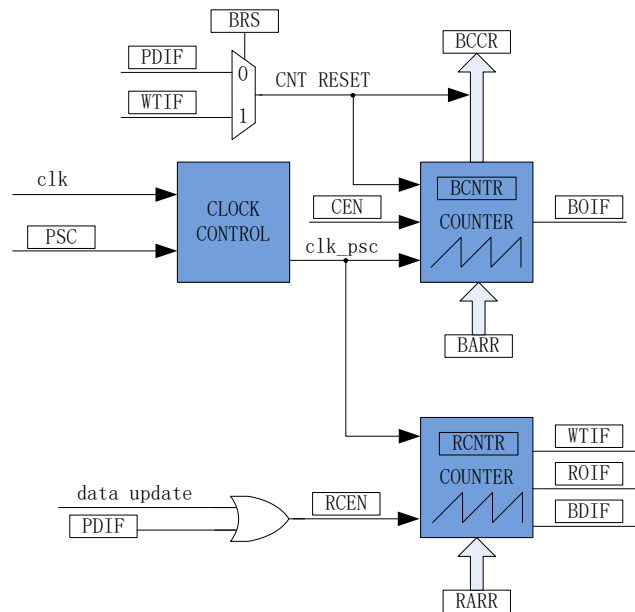 BRS
BCCR
PDIF
0
CNT RESET
WTIF
1
clk
PSC
CLOCK
CONTROL
clk_psc
CEN
BCNTR
COUNTER
BOIF
BARR
RCNTR
COUNTER
WTIF
ROIF
BDIF
data update
PDIF
RCEN
RARR